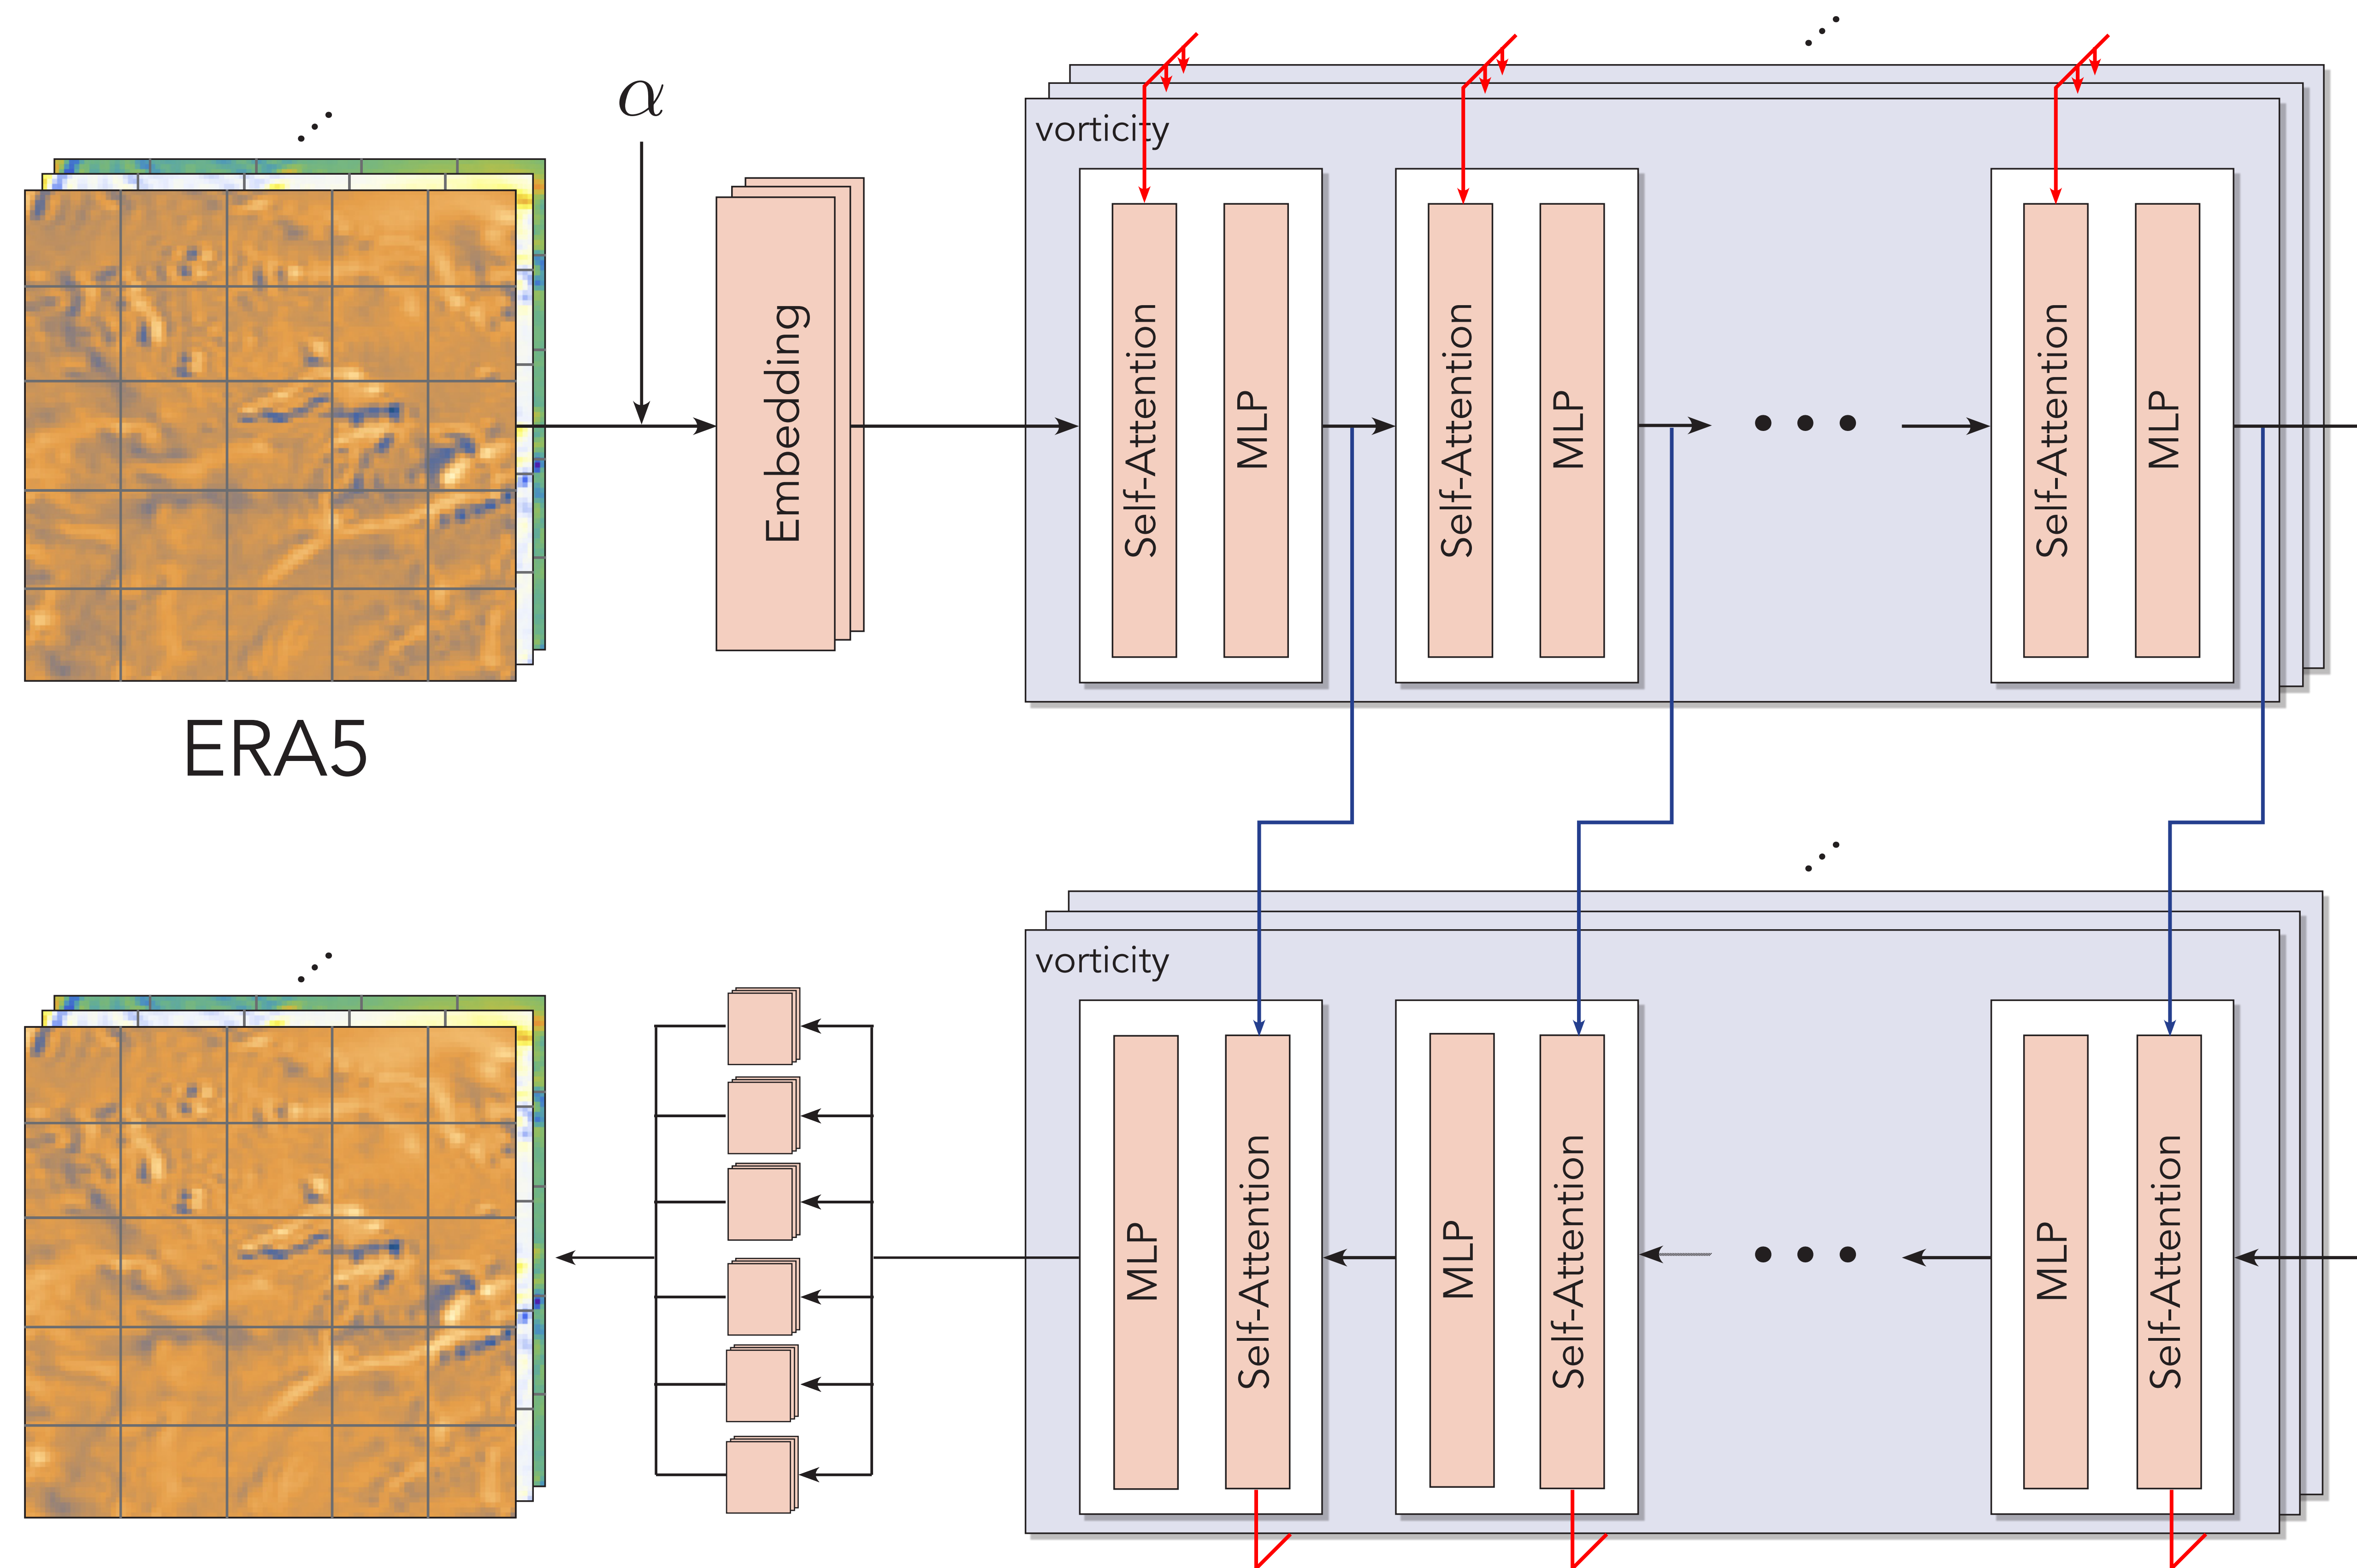 α
vorticity
Embedding
Self-Attention
MLP
Self-Attention
MLP
Self-Attention
MLP
ERA5
vorticity
MLP
Self-Attention
MLP
Self-Attention
MLP
Self-Attention